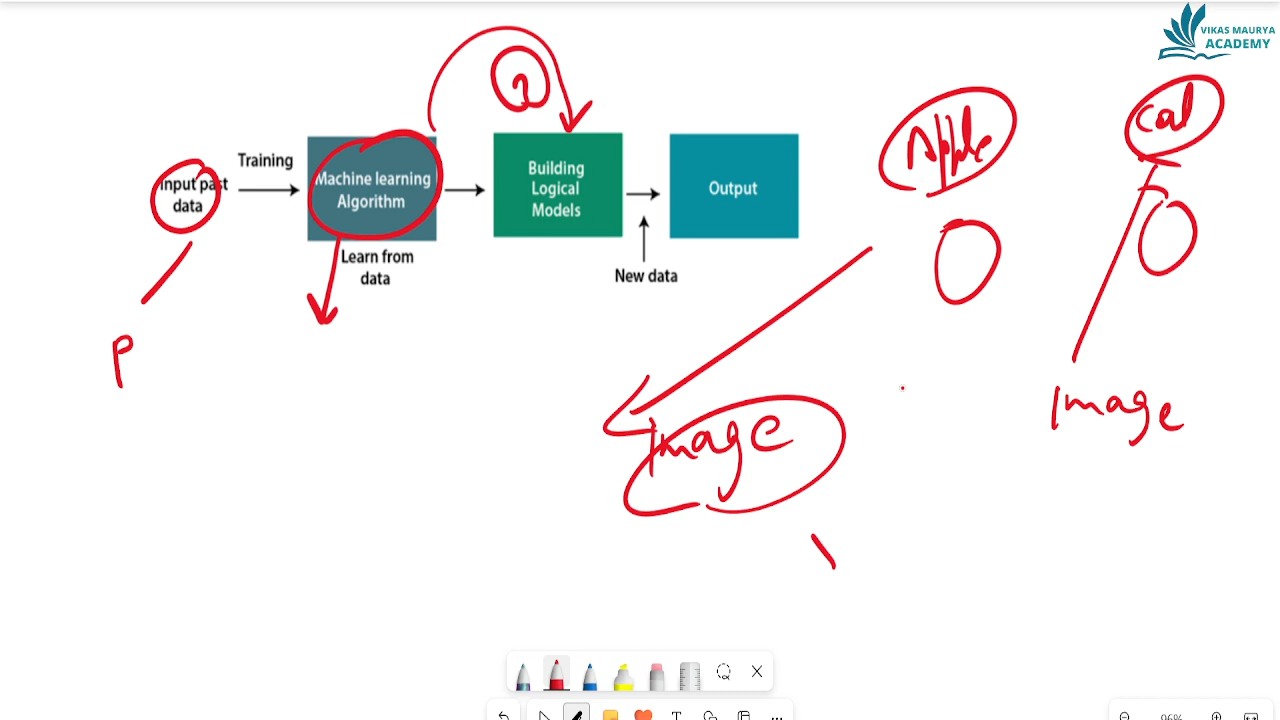 VIKAS MAURYA
ACADEMY
Training
Input past
data
Machine learning
Algorithm
Learn from
data
Building
Logical
Models
Output
New data
Apple
cat
P
Image
Image
96%